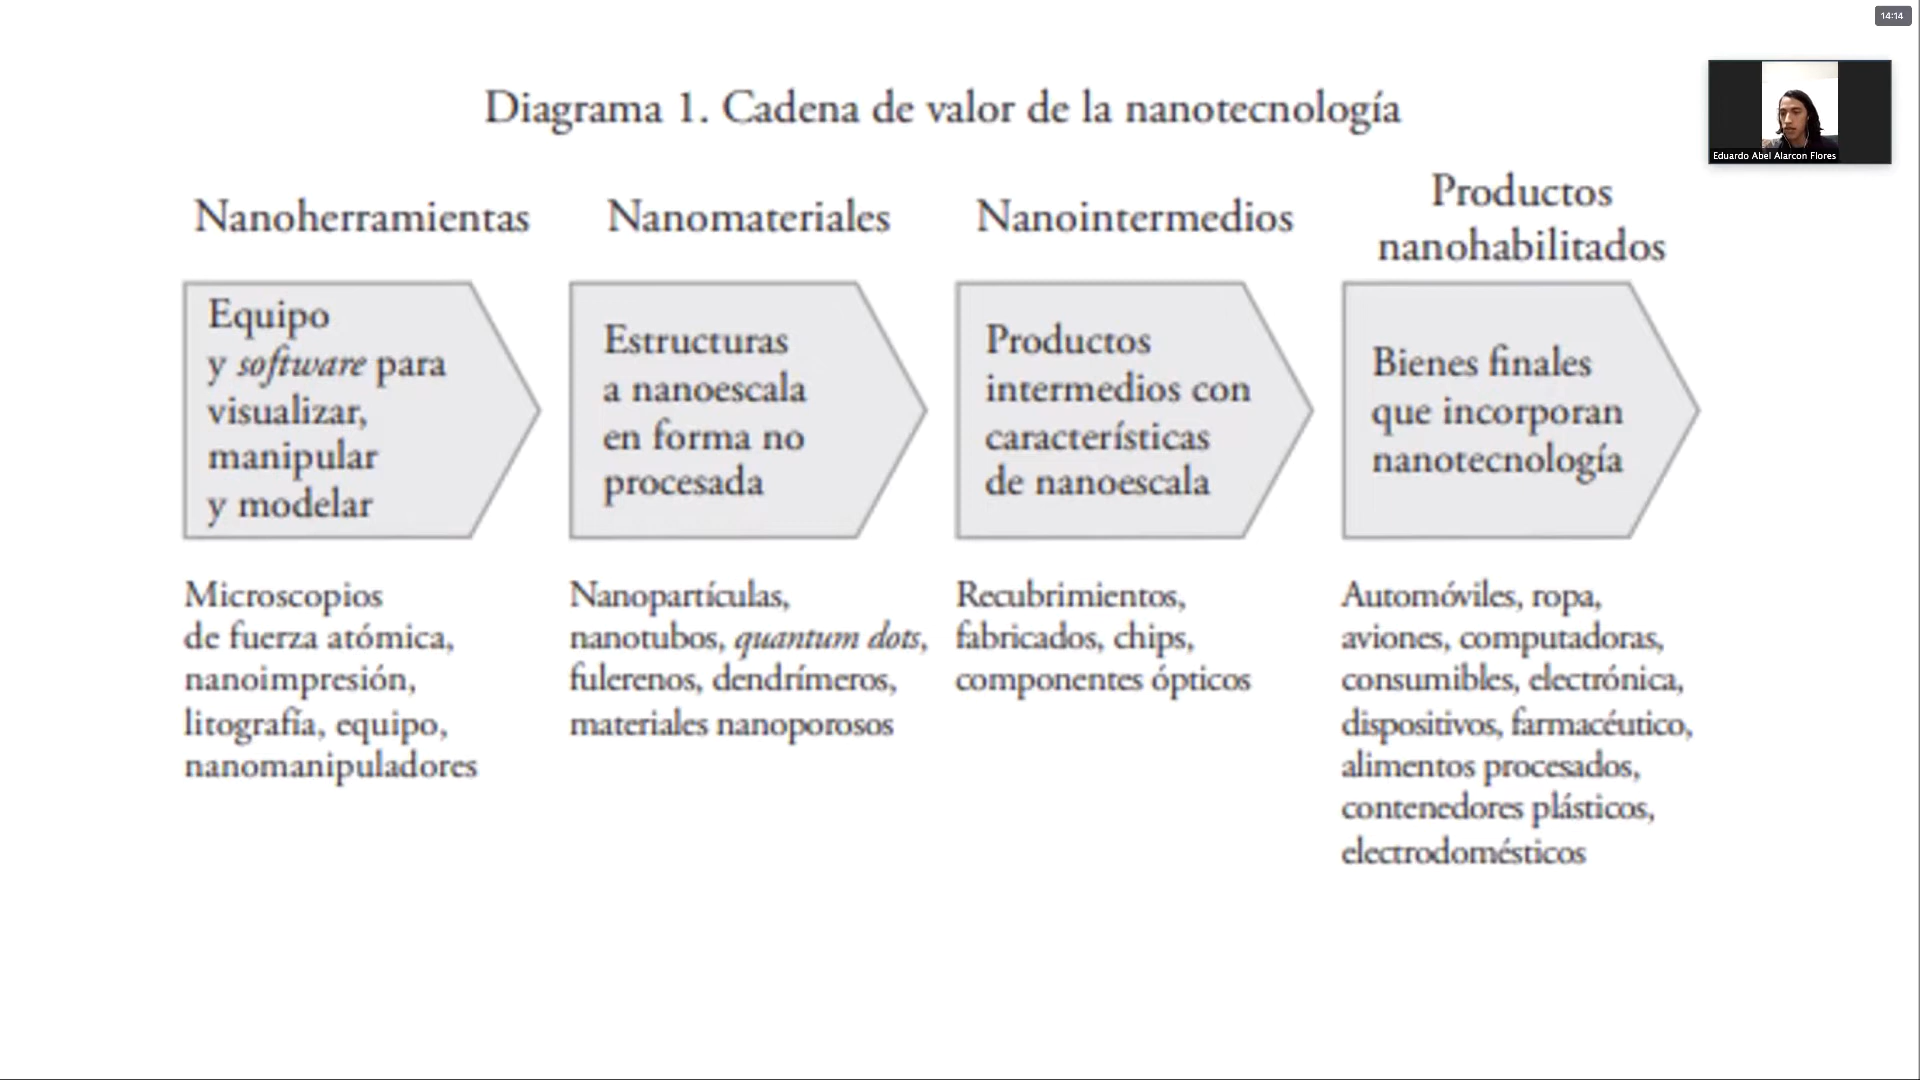 14:14
Eduardo Abel Alarcon Flores
Diagrama 1. Cadena de valor de la nanotecnología
Nanoherramientas
Equipo
y software para
visualizar,
manipular
y modelar
Microscopios
de fuerza atómica,
nanoimpresión,
litografía, equipo,
nanomanipuladores
Nanomateriales
Estructuras
a nanoescala
en forma no
procesada
Nanopartículas,
nanotubos, quantum dots,
fulerenos, dendrímeros,
materiales nanoporosos
Nanointermedios
Productos
intermedios con
características
de nanoescala
Recubrimientos,
fabricados, chips,
componentes ópticos
Productos
nanohabilitados
Bienes finales
que incorporan
nanotecnología
Automóviles, ropa,
aviones, computadoras,
consumibles, electrónica,
dispositivos, farmacéutico,
alimentos procesados,
contenedores plásticos,
electrodomésticos